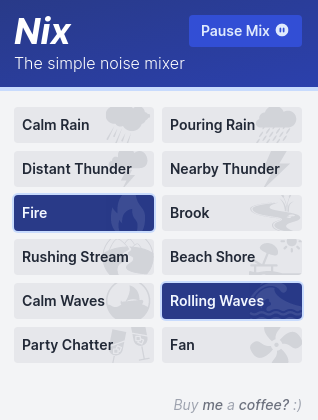 Nix
Pause Mix
The simple noise mixer
Calm Rain
Pouring Rain
Distant Thunder
Nearby Thunder
Fire
Brook
Rushing Stream
Beach Shore
Calm Waves
Rolling Waves
Party Chatter
Fan
Buy me a coffee? :)